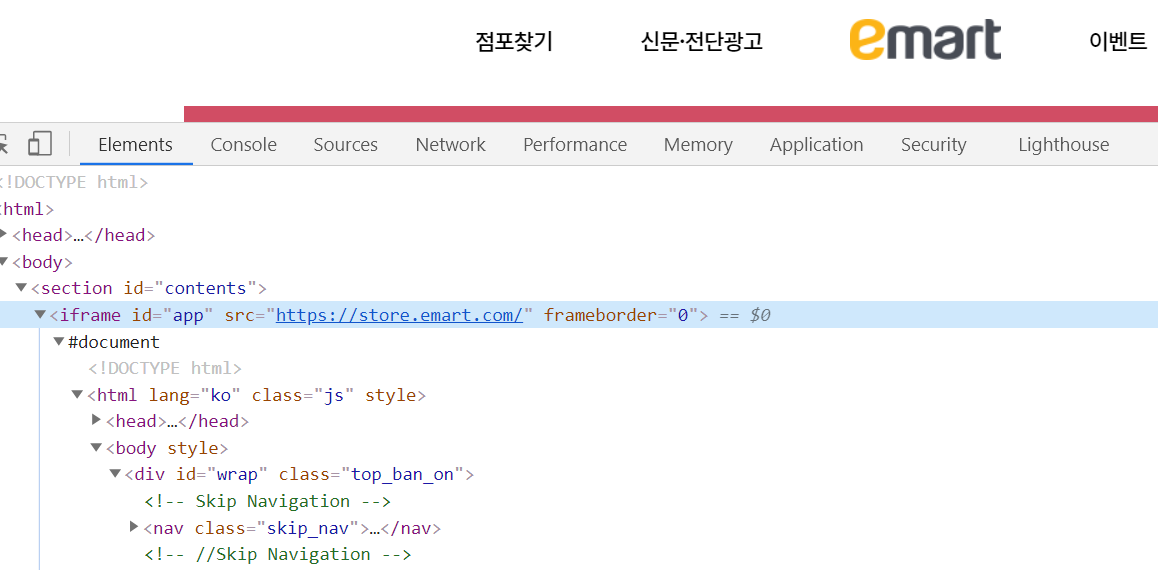 점포찾기 신문·전단광고 emart 이벤트
Elements Console Sources Network Performance Memory Application Security Lighthouse
<!DOCTYPE html>
html>
<head>…</head>
<body>
<section id="contents">
<iframe id="app" src="https://store.emart.com/" frameborder="0"> == $0
#document
<!DOCTYPE html>
<html lang="ko" class="js" style>
<head>…</head>
<body style>
<div id="wrap" class="top_ban_on">
<!-- Skip Navigation -->
<nav class="skip_nav">…</nav>
<!-- //Skip Navigation -->